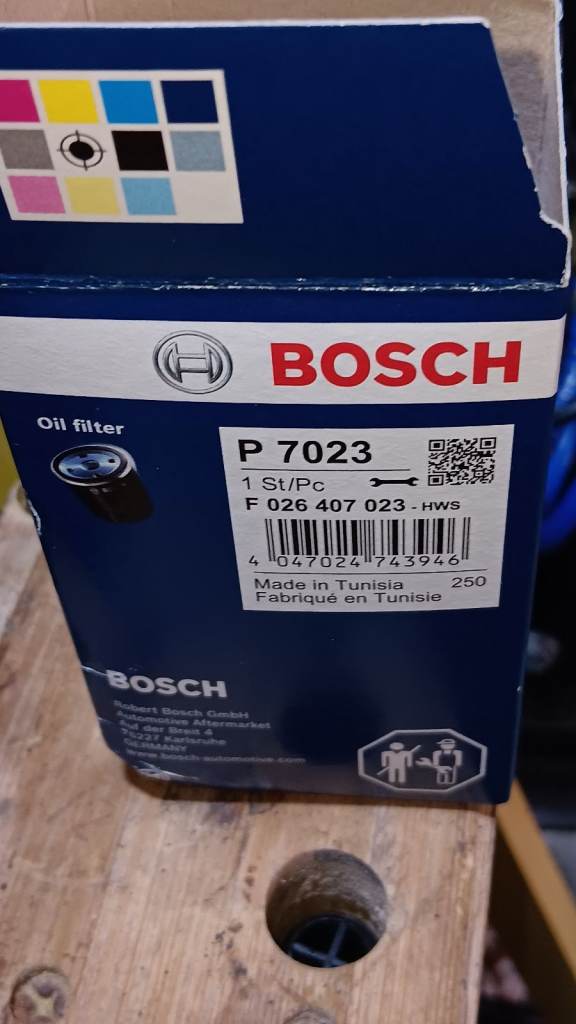 BOSCH
Oil filter
P 7023
1 St/Pc
F 026 407 023 - HWS
4 047024 743946
Made in Tunisia 250
Fabriqué en Tunisie
BOSCH
Robert Bosch GmbH
Automotive Aftermarket
Auf der Breit 4
76227 Karlsruhe
GERMANY
www.bosch-automotive.com